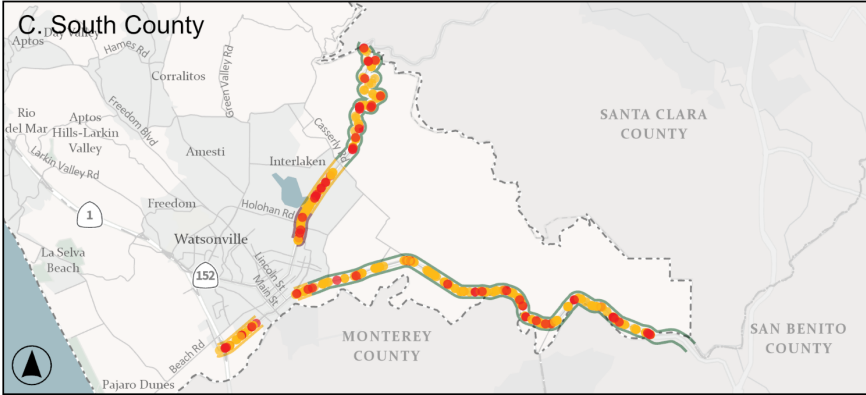 C. South County
Day Valley
Aptos
Hames Rd
Corralitos
Green Valley Rd
Rio
del Mar
Aptos
Hills-Larkin
Valley
Freedom Blvd
Larkin Valley Rd
Amesti
Casserly Rd
Interlaken
SANTA CLARA
COUNTY
1
Freedom
Holohan Rd
Watsonville
La Selva
Beach
152
Lincoln St
Main St
Beach Rd
MONTEREY
COUNTY
SAN BENITO
COUNTY
Pajaro Dunes